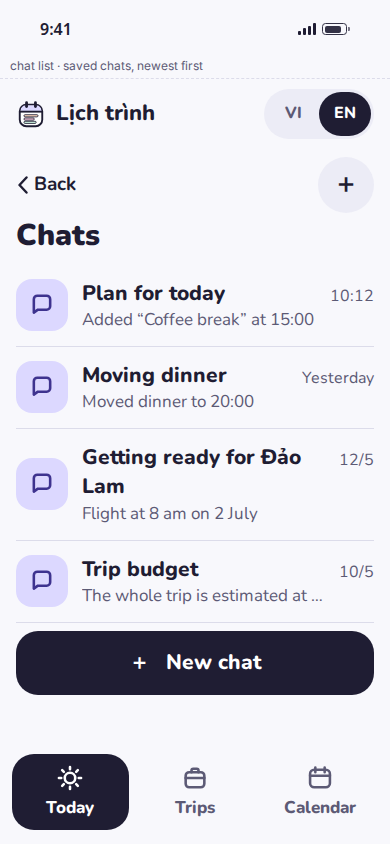 9:41
chat list · saved chats, newest first
Lịch trình
VI EN
Back
+
Chats
Plan for today
10:12
Added “Coffee break” at 15:00
Moving dinner
Yesterday
Moved dinner to 20:00
Getting ready for Đảo
Lam
12/5
Flight at 8 am on 2 July
Trip budget
10/5
The whole trip is estimated at ...
+ New chat
Today
Trips
Calendar